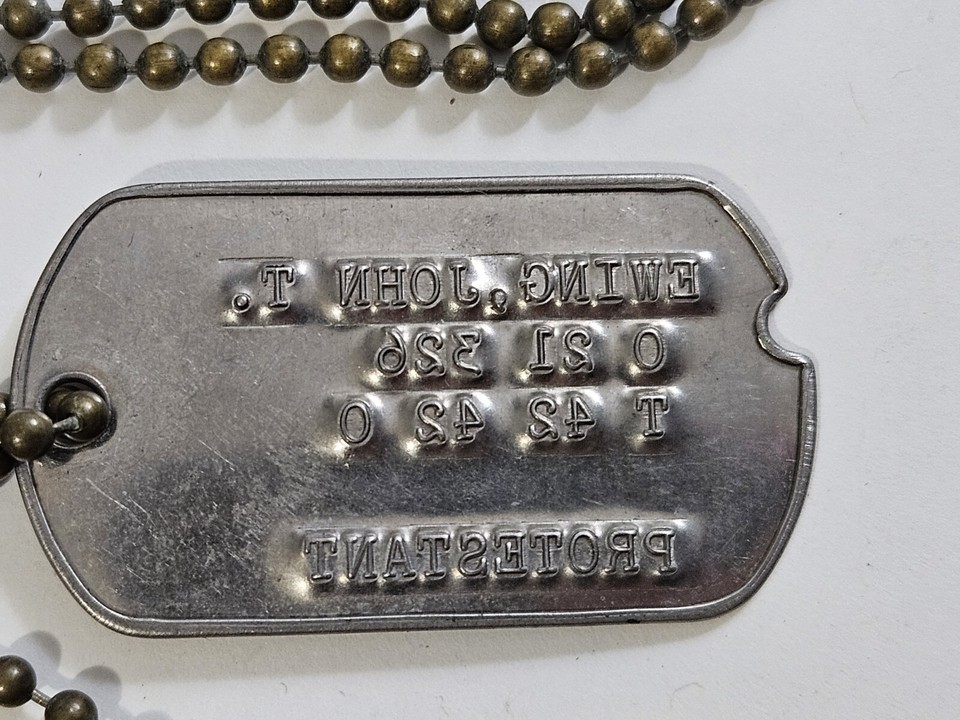 EWING,JOHN T.
O 21 326
T 42 42 O
PROTESTANT